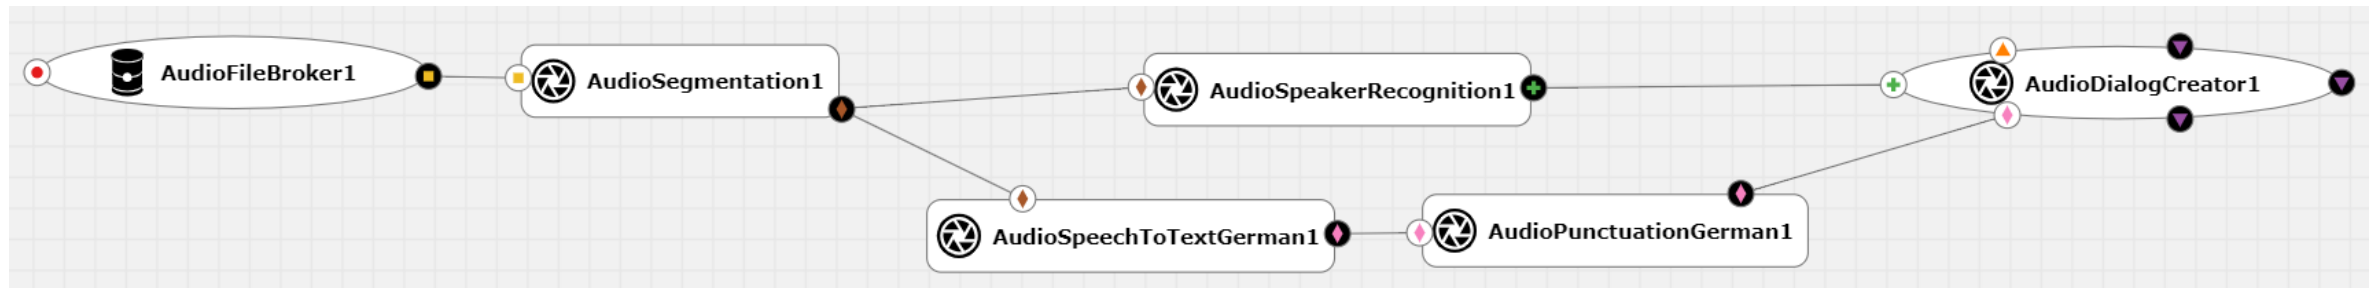 AudioFileBroker1
AudioSegmentation1
AudioSpeakerRecognition1
AudioDialogCreator1
AudioSpeechToTextGerman1
AudioPunctuationGerman1